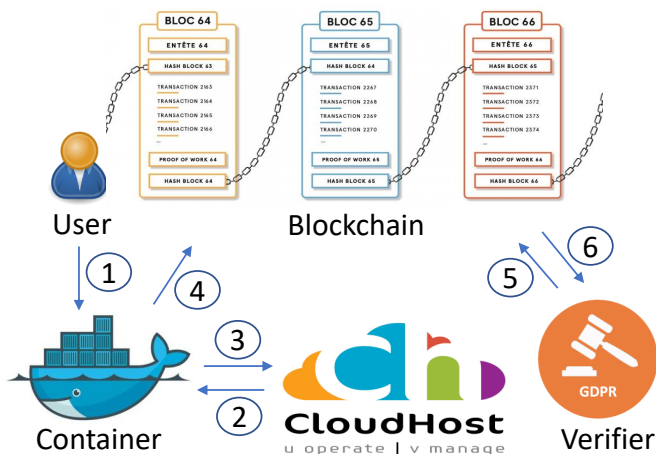 BLOC 64
ENTÊTE 64
HASH BLOCK 63
TRANSACTION 2163
TRANSACTION 2164
TRANSACTION 2165
TRANSACTION 2166
...
PROOF OF WORK 64
HASH BLOCK 64
BLOC 65
ENTÊTE 65
HASH BLOCK 64
TRANSACTION 2267
TRANSACTION 2268
TRANSACTION 2269
TRANSACTION 2270
...
PROOF OF WORK 65
HASH BLOCK 65
BLOC 66
ENTÊTE 66
HASH BLOCK 65
TRANSACTION 2371
TRANSACTION 2372
TRANSACTION 2373
TRANSACTION 2374
...
PROOF OF WORK 66
HASH BLOCK 66
User
Blockchain
1
4
5
6
3
2
Container
CloudHost
u operate | v manage
GDPR
Verifier